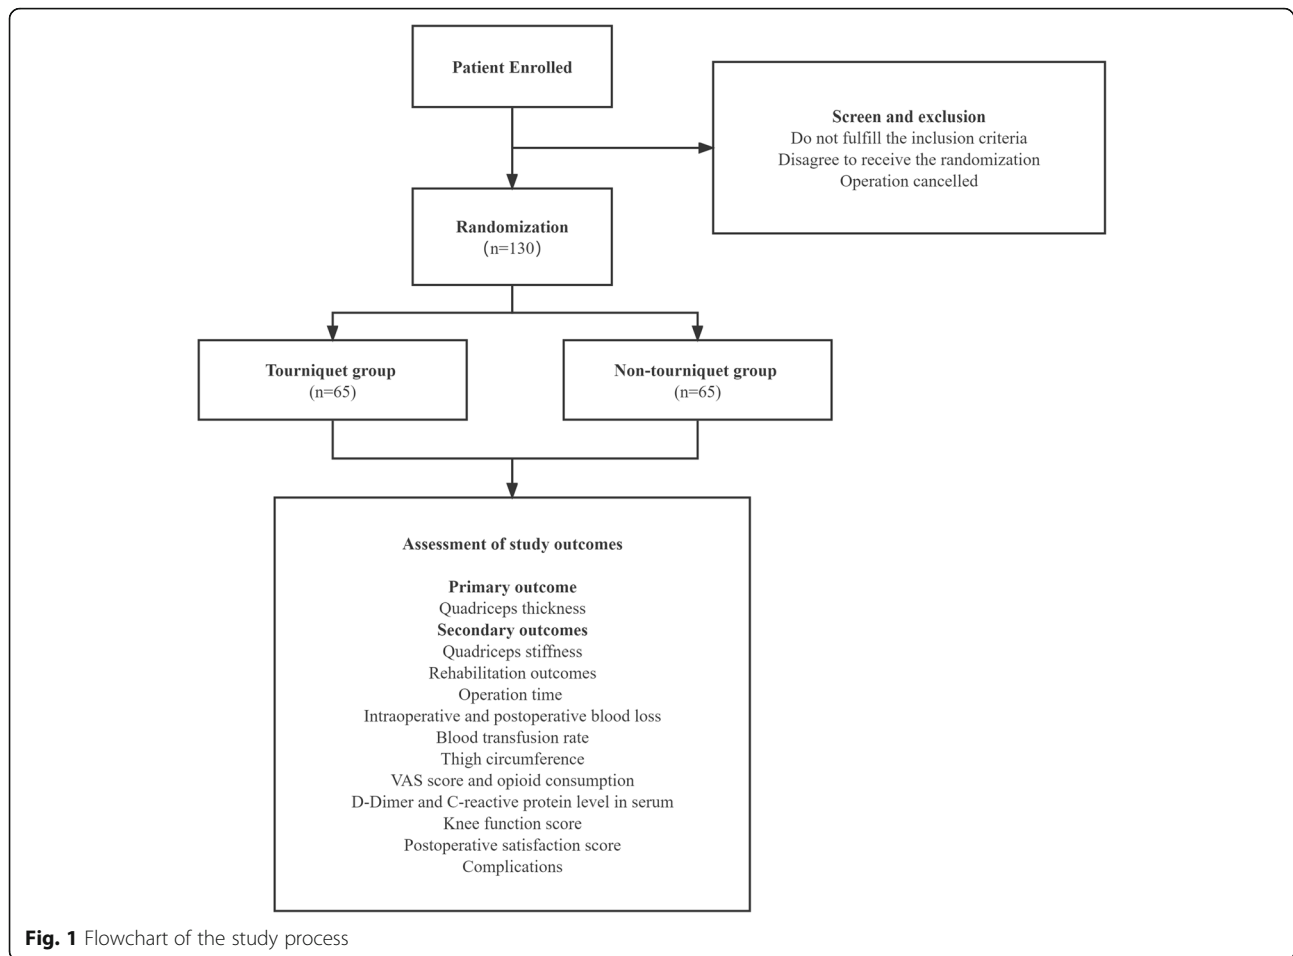 Patient Enrolled
Screen and exclusion
Do not fulfill the inclusion criteria
Disagree to receive the randomization
Operation cancelled
Randomization
(n=130)
Tourniquet group
(n=65)
Non-tourniquet group
(n=65)
Assessment of study outcomes
Primary outcome
Quadriceps thickness
Secondary outcomes
Quadriceps stiffness
Rehabilitation outcomes
Operation time
Intraoperative and postoperative blood loss
Blood transfusion rate
Thigh circumference
VAS score and opioid consumption
D-Dimer and C-reactive protein level in serum
Knee function score
Postoperative satisfaction score
Complications
Fig. 1 Flowchart of the study process